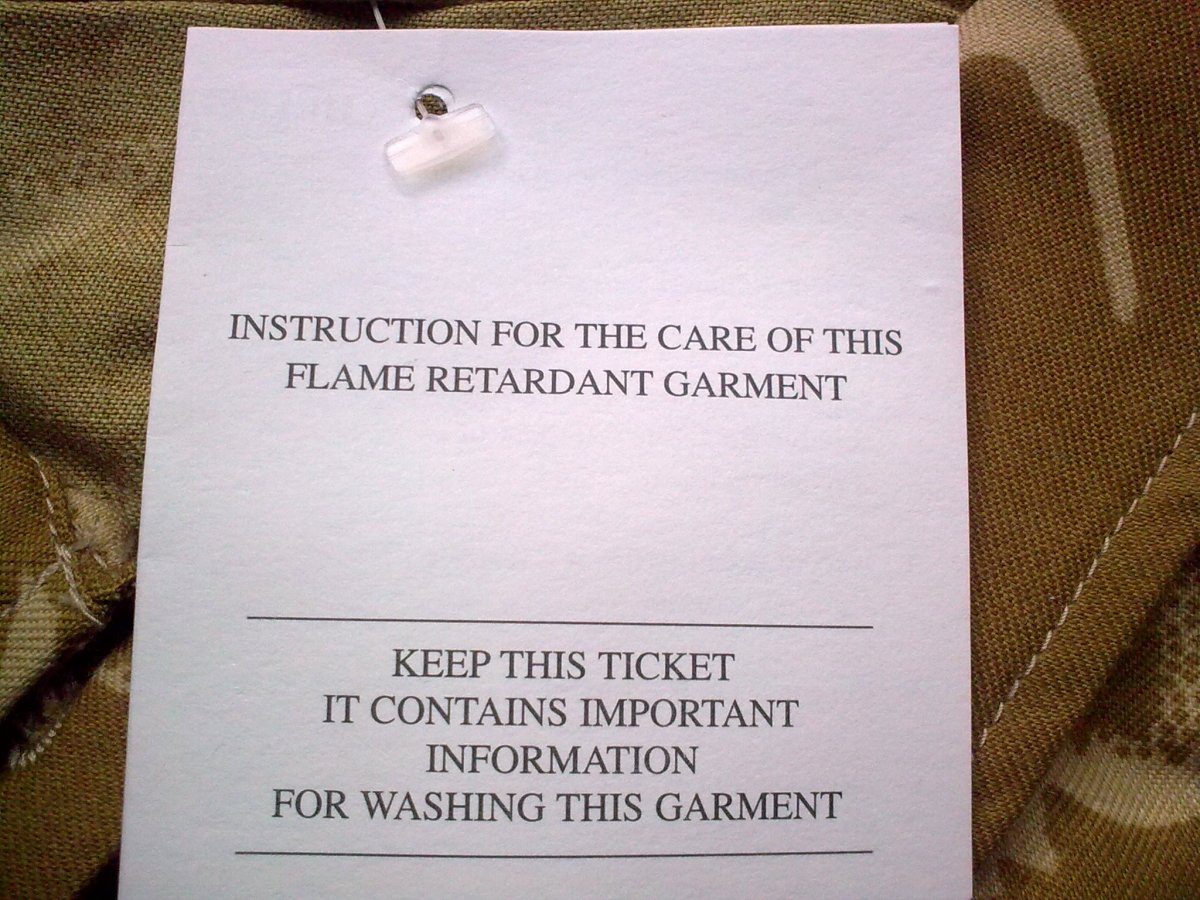 INSTRUCTION FOR THE CARE OF THIS
FLAME RETARDANT GARMENT
KEEP THIS TICKET
IT CONTAINS IMPORTANT
INFORMATION
FOR WASHING THIS GARMENT